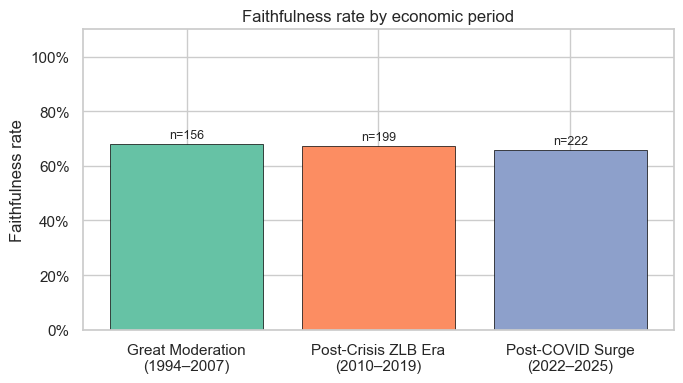 Faithfulness rate by economic period
Faithfulness rate
100%
80%
60%
40%
20%
0%
n=156
n=199
n=222
Great Moderation
(1994–2007)
Post-Crisis ZLB Era
(2010–2019)
Post-COVID Surge
(2022–2025)